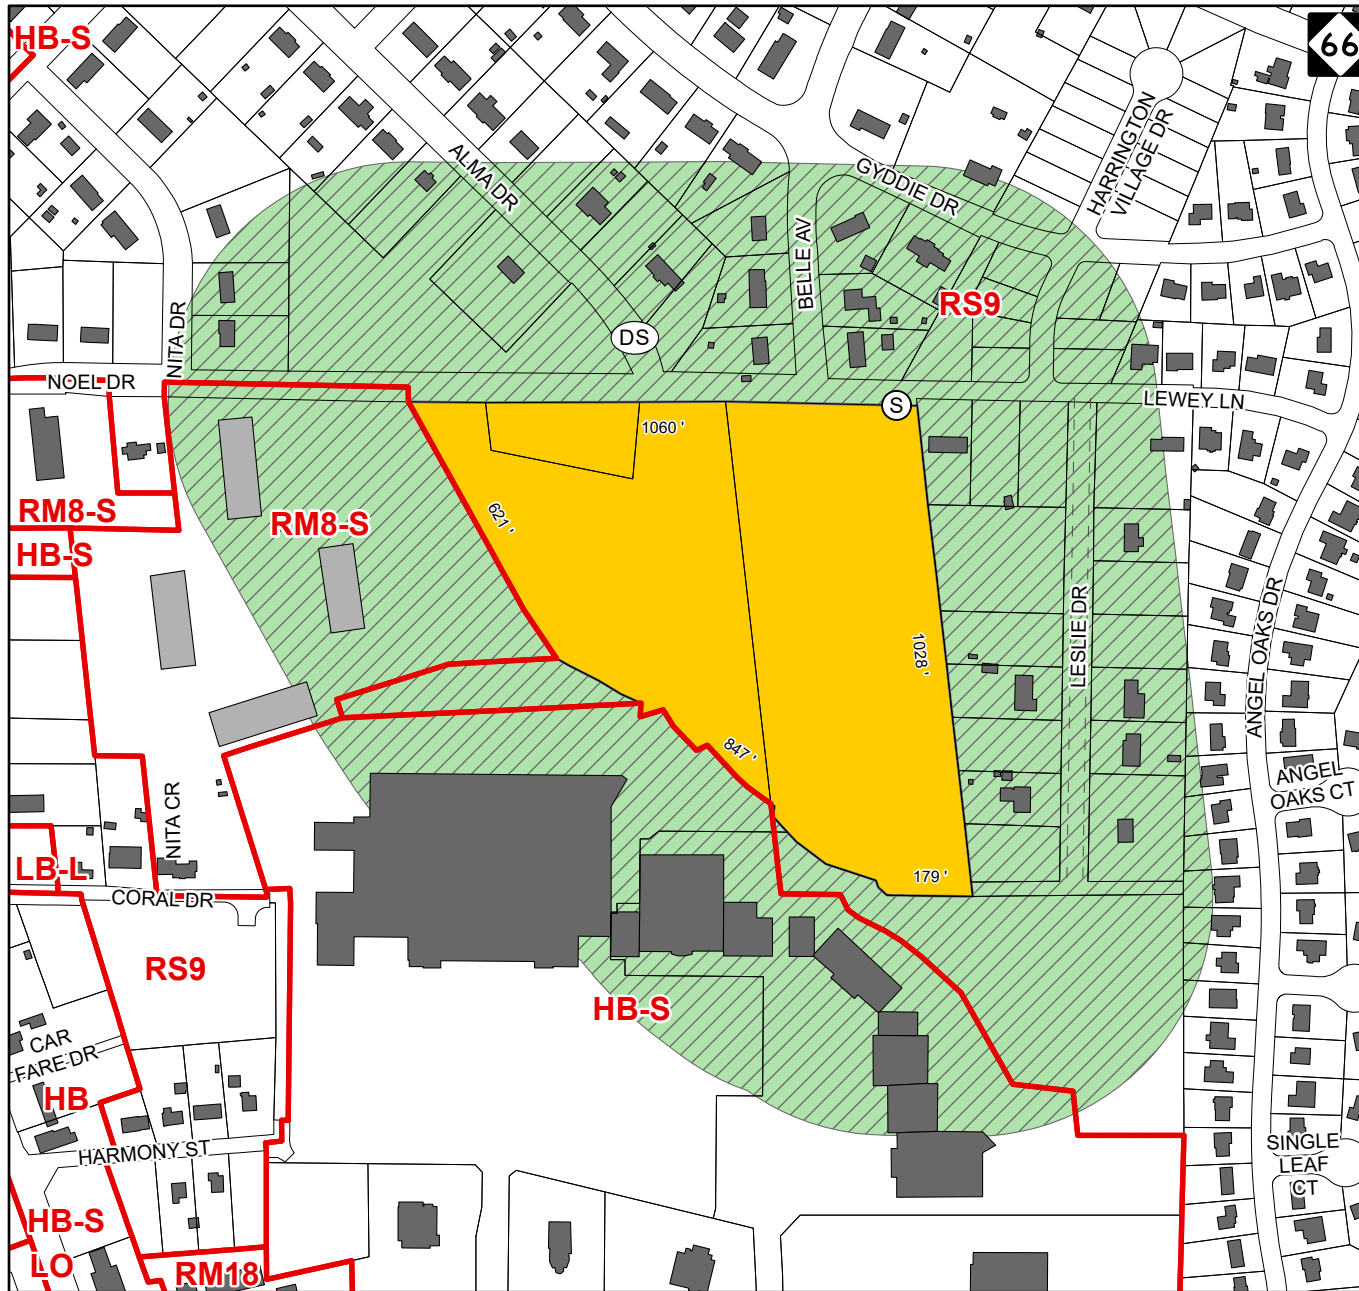 HB-S
66
ALMA DR
GYDDIE DR
HARRINGTON
VILLAGE DR
BELLE AV
RS9
NITA DR
DS
NOEL DR
S
LEWEY LN
1060 '
RM8-S
621 '
RM8-S
HB-S
LESLIE DR
1028 '
ANGEL OAKS DR
847 '
ANGEL
OAKS CT
NITA CR
LB-L
179 '
CORAL DR
RS9
HB-S
CAR
FARE DR
HB
HARMONY ST
SINGLE
LEAF
CT
HB-S
LO
RM18